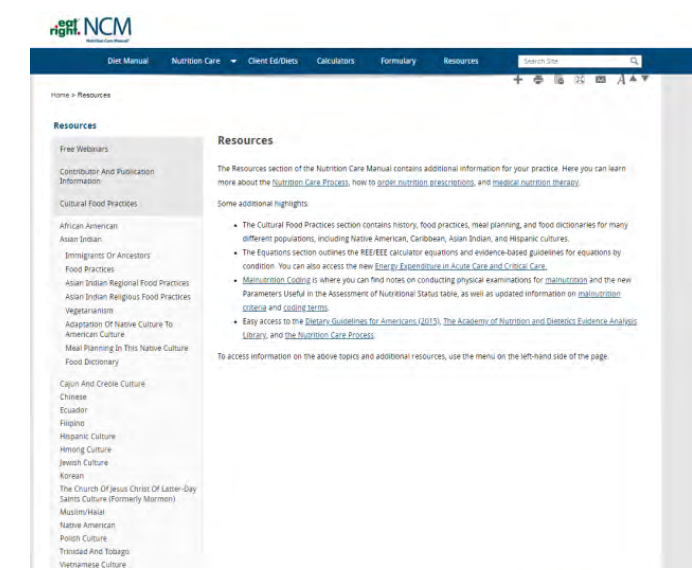 eat right. NCM
Nutrition Care Manual®
Diet Manual Nutrition Care Client Ed/Diets Calculators Formulary Resources Search Site
Home > Resources
Resources
Free Webinars
Contributor And Publication
Information
Cultural Food Practices
African American
Asian Indian
Immigrants Or Ancestors
Food Practices
Asian Indian Regional Food Practices
Asian Indian Religious Food Practices
Vegetarianism
Adaptation Of Native Culture To
American Culture
Meal Planning In This Native Culture
Food Dictionary
Cajun And Creole Culture
Chinese
Ecuador
Filipino
Hispanic Culture
Hmong Culture
Jewish Culture
Korean
The Church Of Jesus Christ Of Latter-Day
Saints Culture (Formerly Mormon)
Muslim/Halal
Native American
Polish Culture
Trinidad And Tobago
Vietnamese Culture
Resources
The Resources section of the Nutrition Care Manual contains additional information for your practice. Here you can learn
more about the Nutrition Care Process, how to order nutrition prescriptions, and medical nutrition therapy.
Some additional highlights:
• The Cultural Food Practices section contains history, food practices, meal planning, and food dictionaries for many
different populations, including Native American, Caribbean, Asian Indian, and Hispanic cultures.
• The Equations section outlines the REE/EEE calculator equations and evidence-based guidelines for equations by
condition. You can also access the new Energy Expenditure in Acute Care and Critical Care.
• Malnutrition Coding is where you can find notes on conducting physical examinations for malnutrition and the new
Parameters Useful in the Assessment of Nutritional Status table, as well as updated information on malnutrition
criteria and coding terms.
• Easy access to the Dietary Guidelines for Americans (2015), The Academy of Nutrition and Dietetics Evidence Analysis
Library, and the Nutrition Care Process.
To access information on the above topics and additional resources, use the menu on the left-hand side of the page.